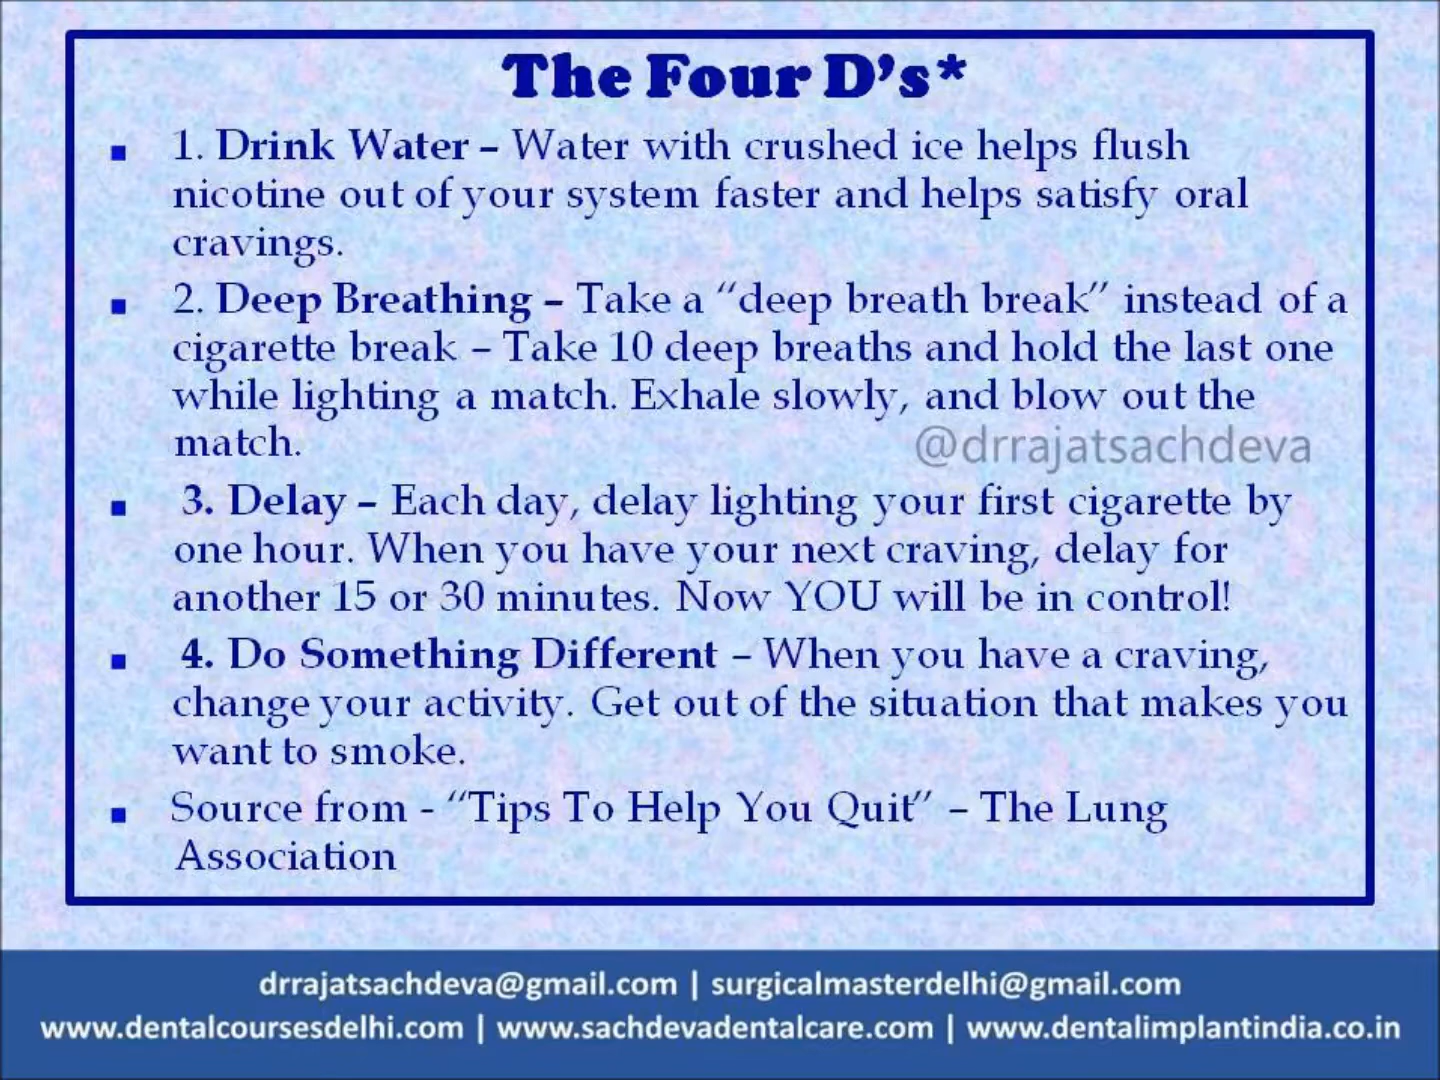 The Four D's*
▪ 1. Drink Water – Water with crushed ice helps flush
nicotine out of your system faster and helps satisfy oral
cravings.
▪ 2. Deep Breathing – Take a “deep breath break” instead of a
cigarette break – Take 10 deep breaths and hold the last one
while lighting a match. Exhale slowly, and blow out the
match.
@drrajatsachdeva
▪ 3. Delay – Each day, delay lighting your first cigarette by
one hour. When you have your next craving, delay for
another 15 or 30 minutes. Now YOU will be in control!
▪ 4. Do Something Different – When you have a craving,
change your activity. Get out of the situation that makes you
want to smoke.
▪ Source from - “Tips To Help You Quit” – The Lung
Association
drrajatsachdeva@gmail.com | surgicalmasterdelhi@gmail.com
www.dentalcoursesdelhi.com | www.sachdevadentalcare.com | www.dentalimplantindia.co.in